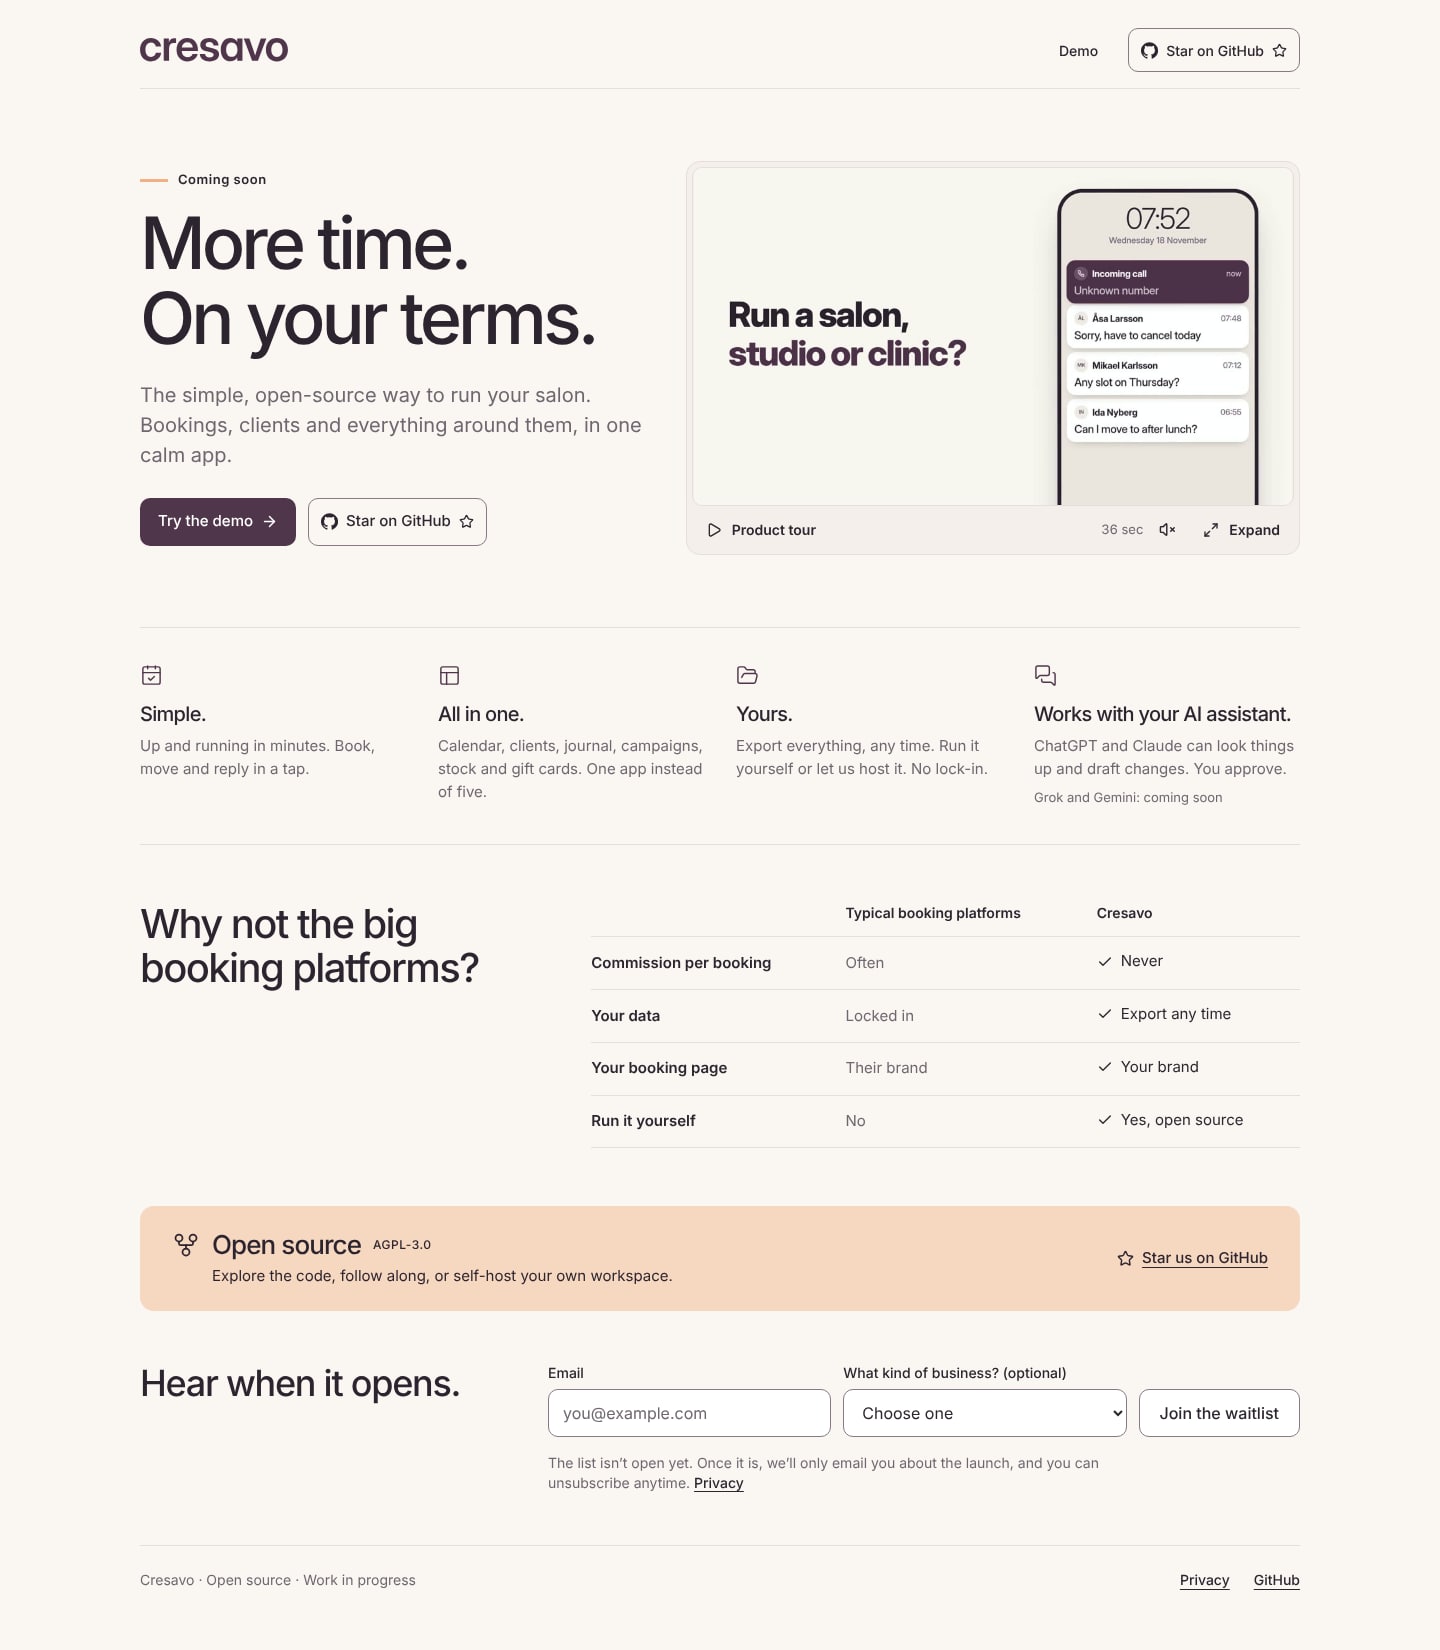 cresavo
Demo
Star on GitHub
Coming soon
More time.
On your terms.
The simple, open-source way to run your salon.
Bookings, clients and everything around them, in one
calm app.
Try the demo
Star on GitHub
Run a salon,
studio or clinic?
07:52
Wednesday 18 November
Incoming call now
Unknown number
ÅL Åsa Larsson 07:48
Sorry, have to cancel today
MK Mikael Karlsson 07:12
Any slot on Thursday?
IN Ida Nyberg 06:55
Can I move to after lunch?
Product tour
36 sec
Expand
Simple.
Up and running in minutes. Book,
move and reply in a tap.
All in one.
Calendar, clients, journal, campaigns,
stock and gift cards. One app instead
of five.
Yours.
Export everything, any time. Run it
yourself or let us host it. No lock-in.
Works with your AI assistant.
ChatGPT and Claude can look things
up and draft changes. You approve.
Grok and Gemini: coming soon
Why not the big
booking platforms?
Typical booking platforms Cresavo
Commission per booking Often Never
Your data Locked in Export any time
Your booking page Their brand Your brand
Run it yourself No Yes, open source
Open source AGPL-3.0
Explore the code, follow along, or self-host your own workspace.
Star us on GitHub
Hear when it opens.
Email
you@example.com
What kind of business? (optional)
Choose one
Join the waitlist
The list isn’t open yet. Once it is, we’ll only email you about the launch, and you can
unsubscribe anytime. Privacy
Cresavo · Open source · Work in progress
Privacy
GitHub